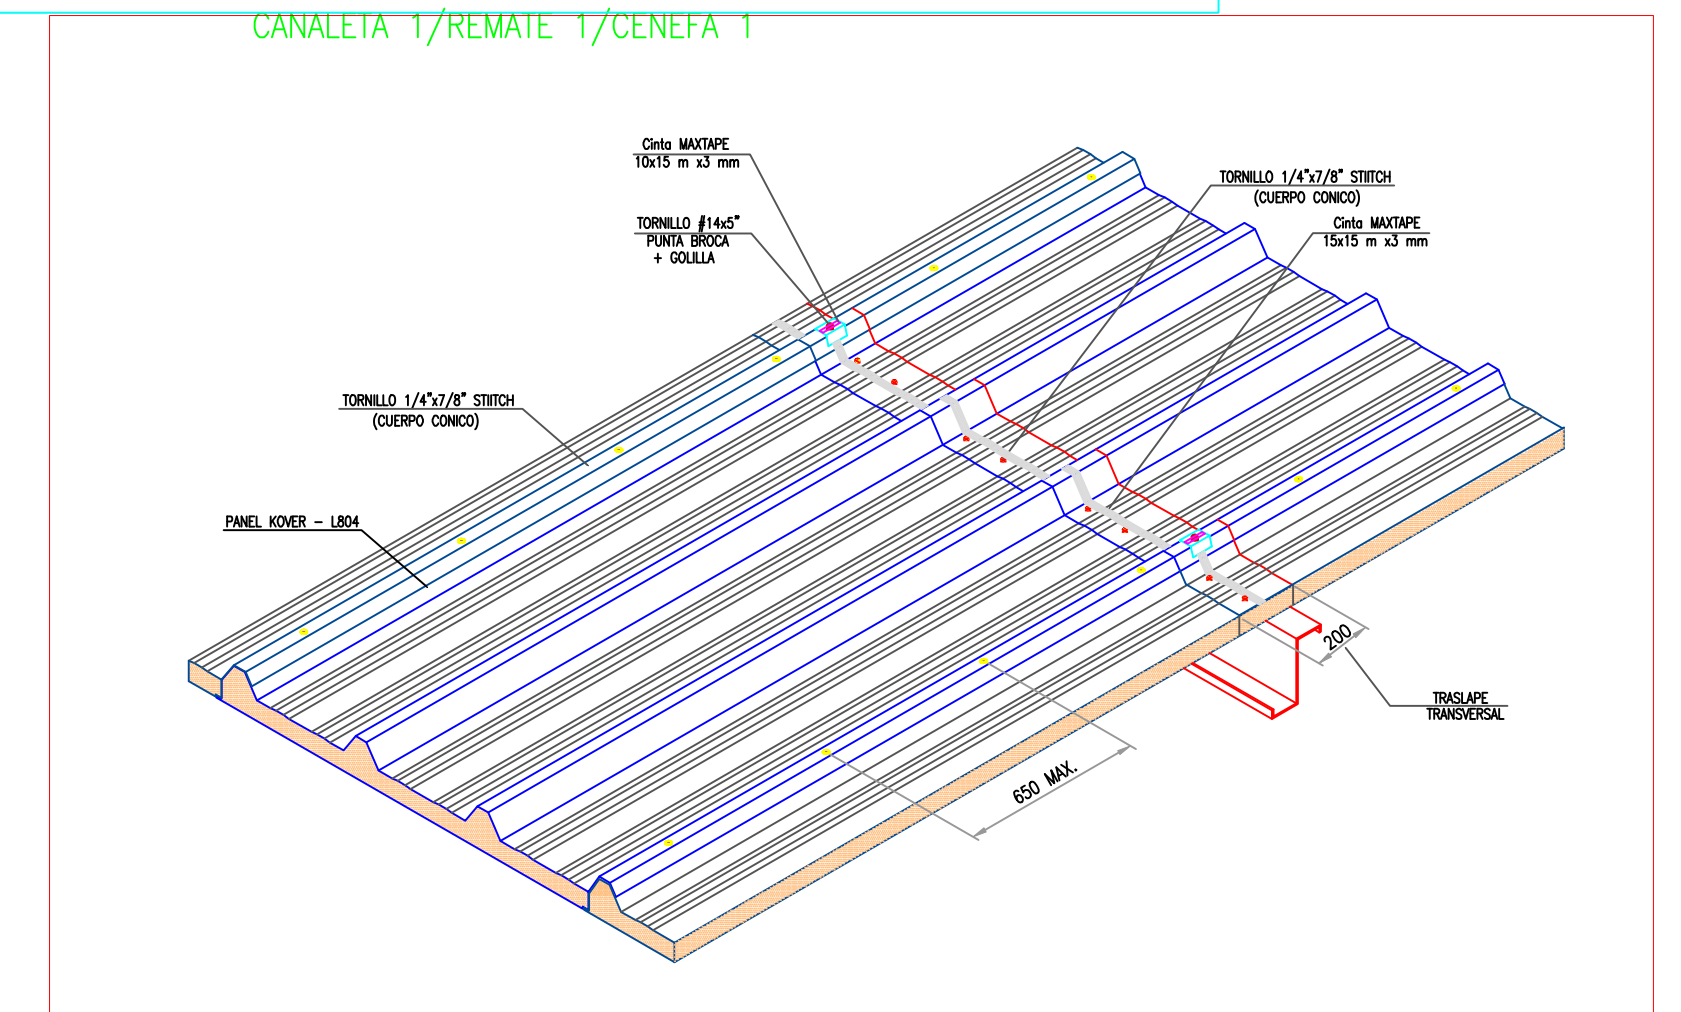 CANALETA 1/REMATE 1/CENEFA 1
Cinta MAXTAPE
10x15 m x3 mm
TORNILLO 1/4"x7/8" STIITCH
(CUERPO CONICO)
TORNILLO #14x5"
PUNTA BROCA
+ GOLILLA
Cinta MAXTAPE
15x15 m x3 mm
TORNILLO 1/4"x7/8" STIITCH
(CUERPO CONICO)
PANEL KOVER - L804
200
TRASLAPE
TRANSVERSAL
650 MAX.